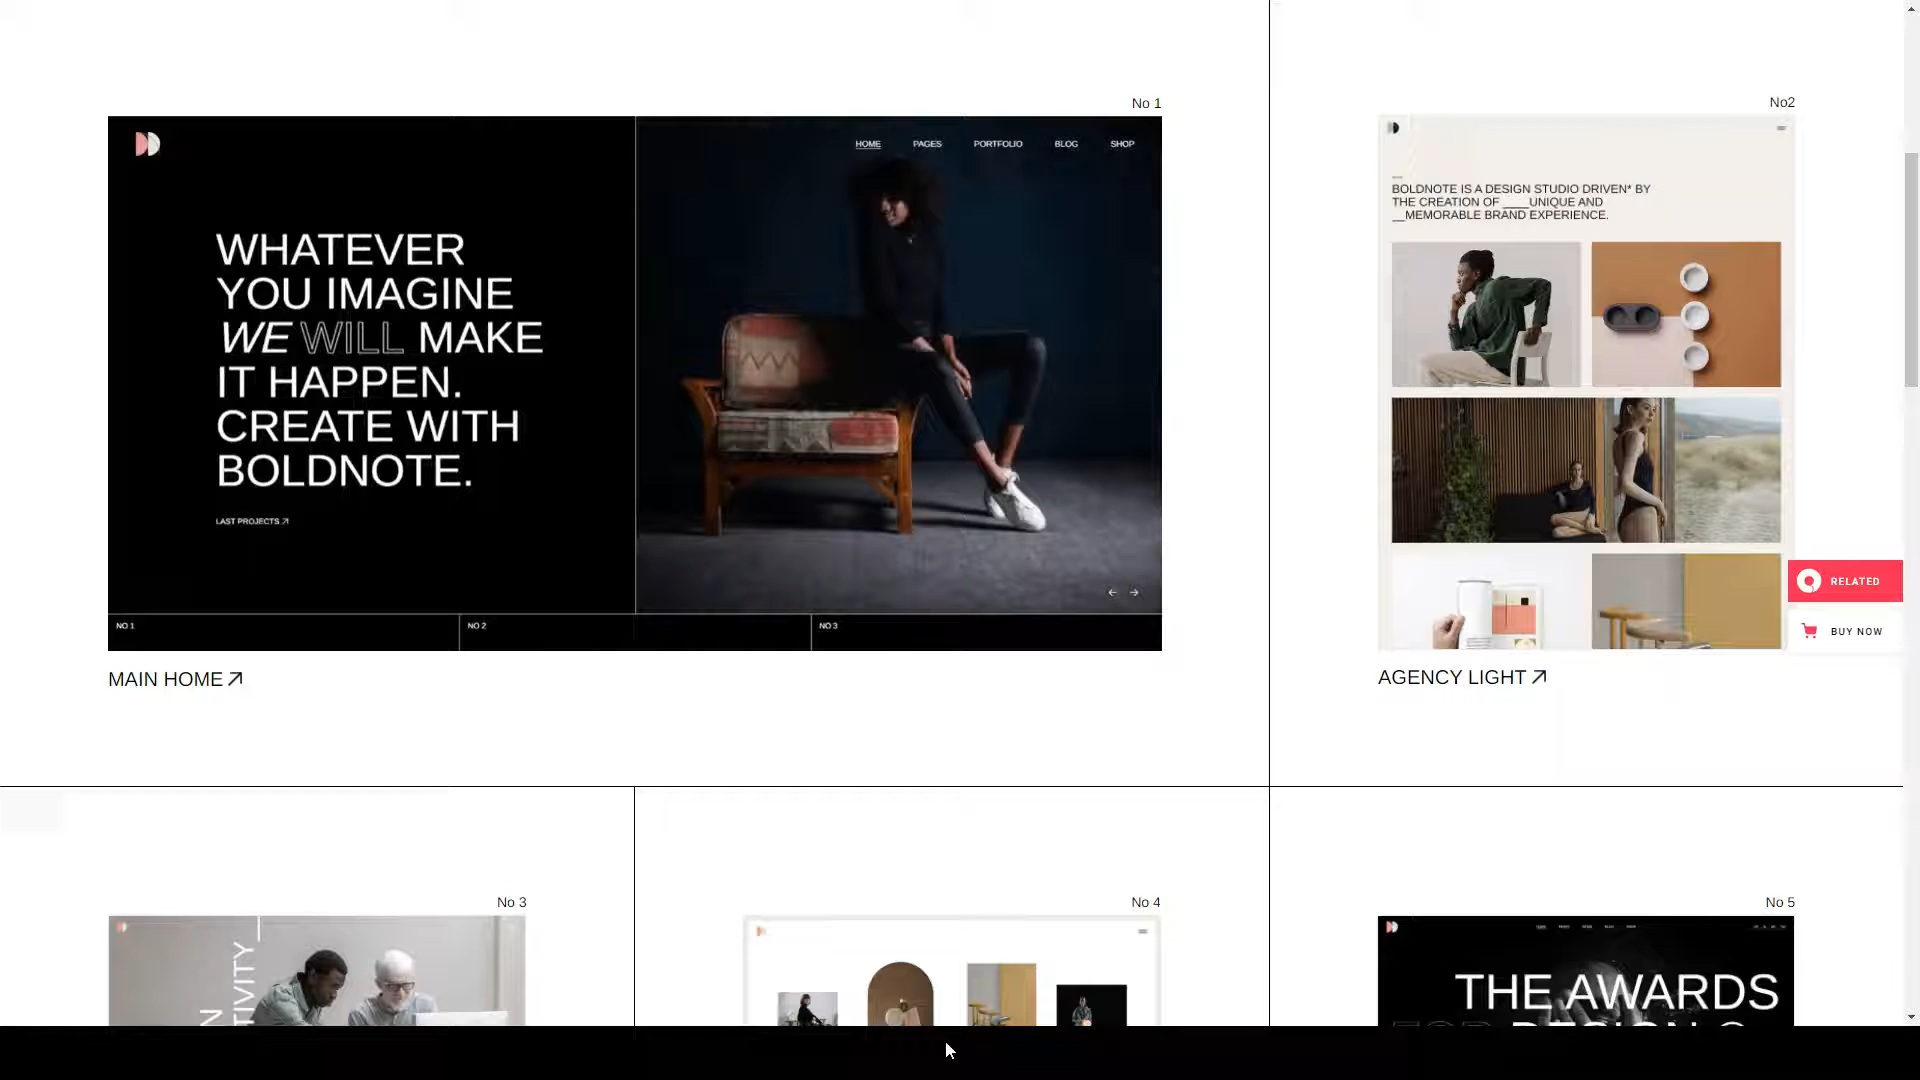 No 1
HOME PAGES PORTFOLIO BLOG SHOP
WHATEVER
YOU IMAGINE
WE WILL MAKE
IT HAPPEN.
CREATE WITH
BOLDNOTE.
LAST PROJECTS
NO 1
NO 2
NO 3
MAIN HOME
No2
BOLDNOTE IS A DESIGN STUDIO DRIVEN* BY
THE CREATION OF ____UNIQUE AND
__MEMORABLE BRAND EXPERIENCE.
AGENCY LIGHT
RELATED
BUY NOW
No 3
No 4
No 5
THE AWARDS